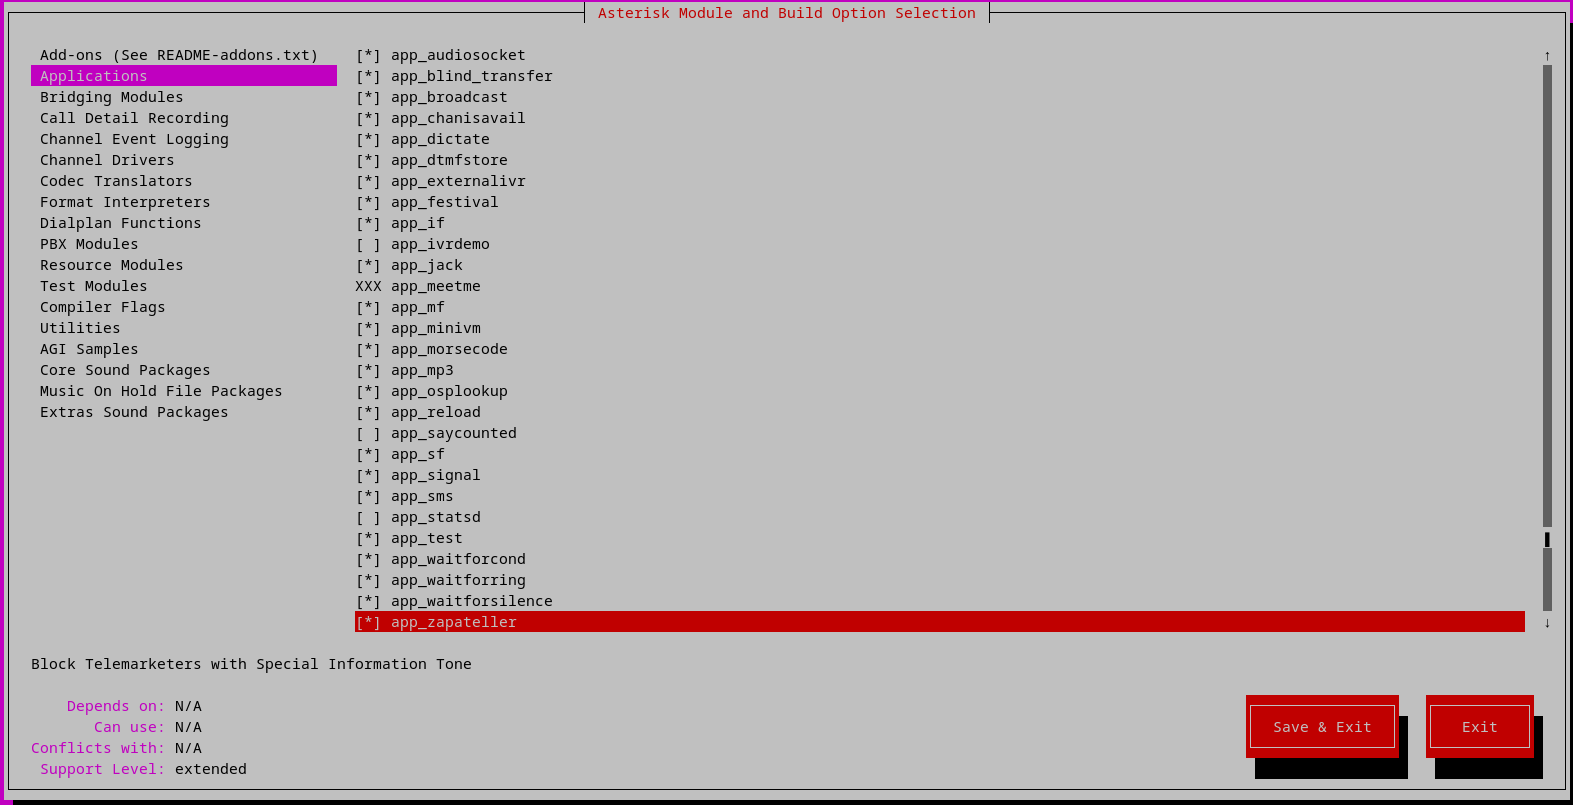 Asterisk Module and Build Option Selection
Add-ons (See README-addons.txt) [*] app_audiosocket ↑
Applications [*] app_blind_transfer
Bridging Modules [*] app_broadcast
Call Detail Recording [*] app_chanisavail
Channel Event Logging [*] app_dictate
Channel Drivers [*] app_dtmfstore
Codec Translators [*] app_externalivr
Format Interpreters [*] app_festival
Dialplan Functions [*] app_if
PBX Modules [ ] app_ivrdemo
Resource Modules [*] app_jack
Test Modules XXX app_meetme
Compiler Flags [*] app_mf
Utilities [*] app_minivm
AGI Samples [*] app_morsecode
Core Sound Packages [*] app_mp3
Music On Hold File Packages [*] app_osplookup
Extras Sound Packages [*] app_reload
[ ] app_saycounted
[*] app_sf
[*] app_signal
[*] app_sms
[ ] app_statsd
[*] app_test
[*] app_waitforcond
[*] app_waitforring
[*] app_waitforsilence
[*] app_zapateller ↓
Block Telemarketers with Special Information Tone
Depends on: N/A
Can use: N/A
Conflicts with: N/A
Support Level: extended
Save & Exit
Exit